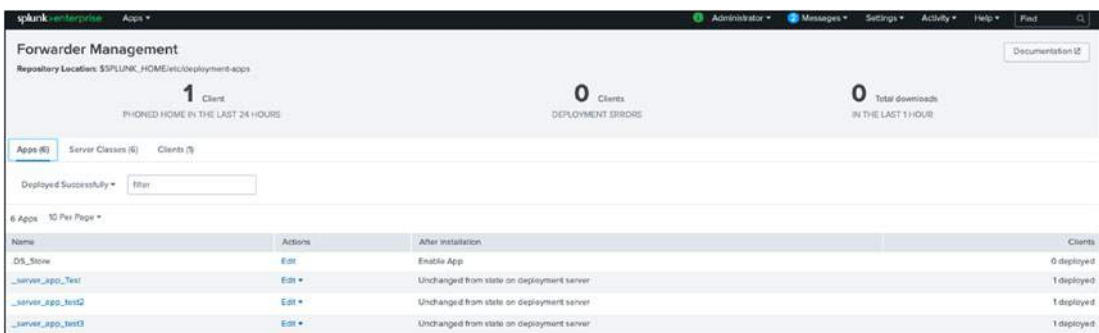 splunk>enterprise Apps
Administrator 2 Messages Settings Activity Help Find
Forwarder Management
Documentation
Repository Location: $SPLUNK_HOME/etc/deployment-apps
1 Client
PHONED HOME IN THE LAST 24 HOURS
0 Clients
DEPLOYMENT ERRORS
0 Total downloads
IN THE LAST 1 HOUR
Apps (6) Server Classes (6) Clients (1)
Deployed Successfully filter
6 Apps 10 Per Page
Name Actions After Installation Clients
.DS_Store Edit Enable App 0 deployed
_server_app_Test Edit Unchanged from state on deployment server 1 deployed
_server_app_test2 Edit Unchanged from state on deployment server 1 deployed
_server_app_test3 Edit Unchanged from state on deployment server 1 deployed